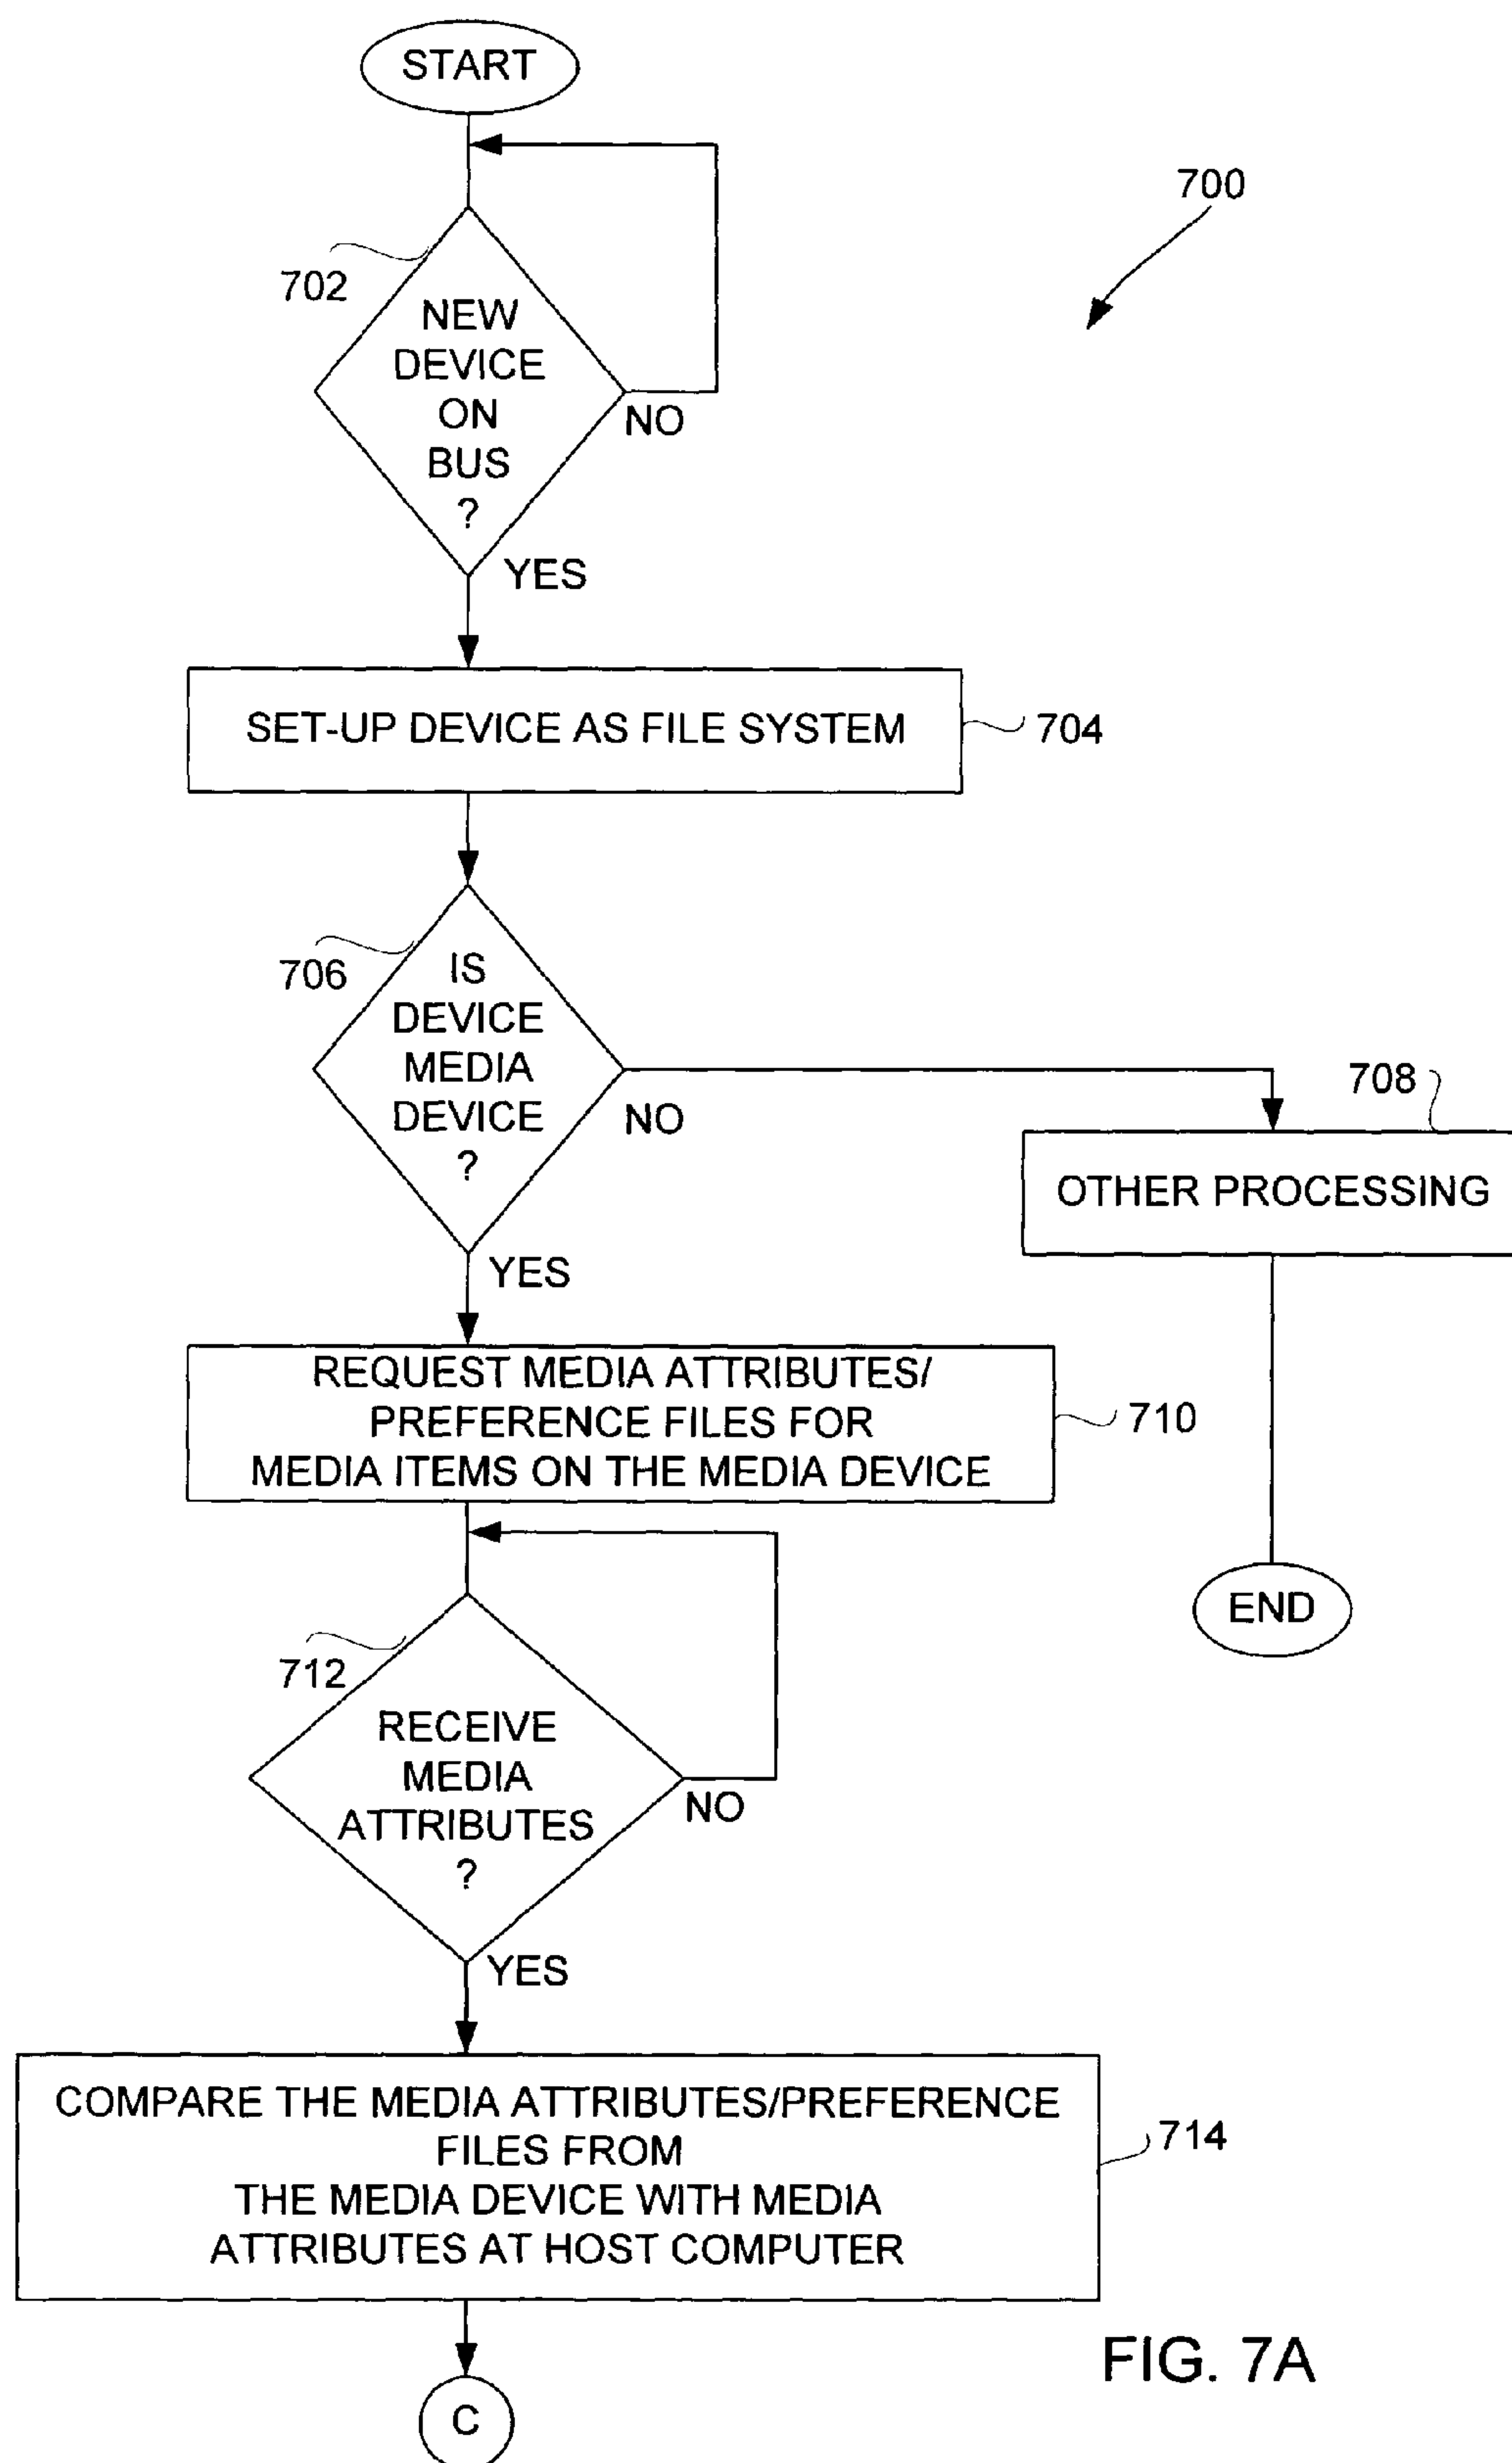 START
700
702
NEW
DEVICE
ON
BUS
?
NO
YES
SET-UP DEVICE AS FILE SYSTEM
704
706
IS
DEVICE
MEDIA
DEVICE
?
NO
YES
708
OTHER PROCESSING
REQUEST MEDIA ATTRIBUTES/
PREFERENCE FILES FOR
MEDIA ITEMS ON THE MEDIA DEVICE
710
END
712
RECEIVE
MEDIA
ATTRIBUTES
?
NO
YES
COMPARE THE MEDIA ATTRIBUTES/PREFERENCE
FILES FROM
THE MEDIA DEVICE WITH MEDIA
ATTRIBUTES AT HOST COMPUTER
714
C
FIG. 7A